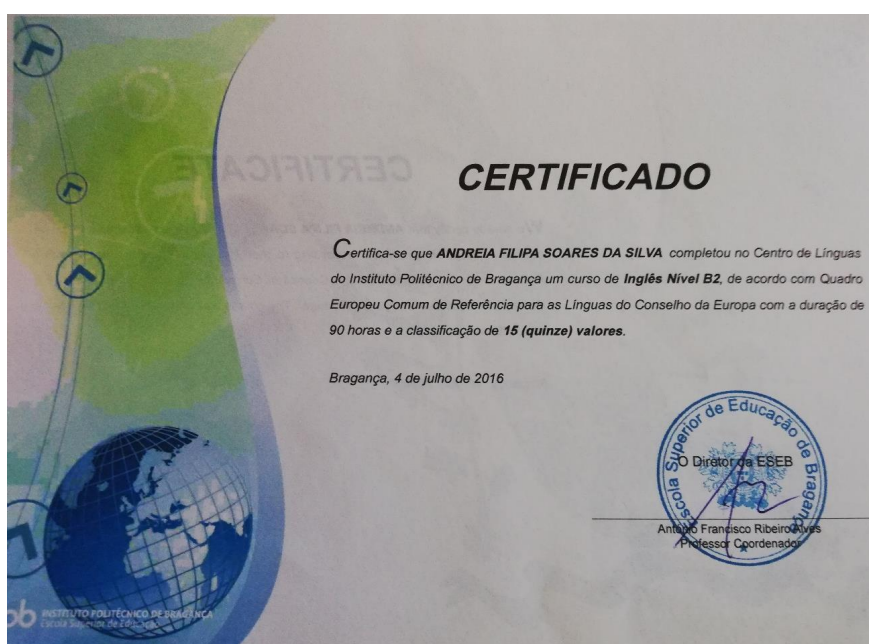 CERTIFICATE
CERTIFICADO
Certifica-se que ANDREIA FILIPA SOARES DA SILVA completou no Centro de Línguas
do Instituto Politécnico de Bragança um curso de Inglês Nível B2, de acordo com Quadro
Europeu Comum de Referência para as Línguas do Conselho da Europa com a duração de
90 horas e a classificação de 15 (quinze) valores.
Bragança, 4 de julho de 2016
Escola Superior de Educação de Bragança
O Diretor da ESEB
António Francisco Ribeiro Alves
Professor Coordenador
ipb INSTITUTO POLITÉCNICO DE BRAGANÇA
Escola Superior de Educação